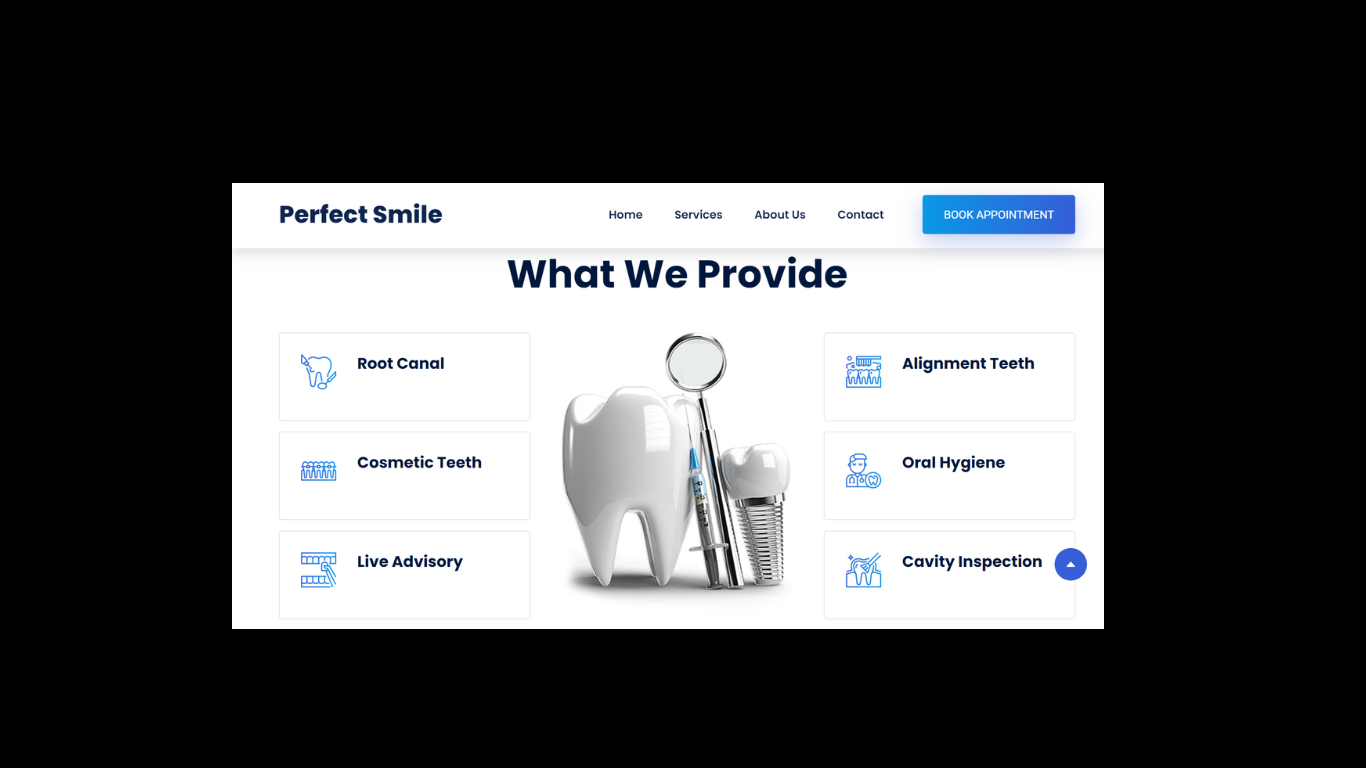 Perfect Smile
Home
Services
About Us
Contact
BOOK APPOINTMENT
What We Provide
Root Canal
Cosmetic Teeth
Live Advisory
Alignment Teeth
Oral Hygiene
Cavity Inspection